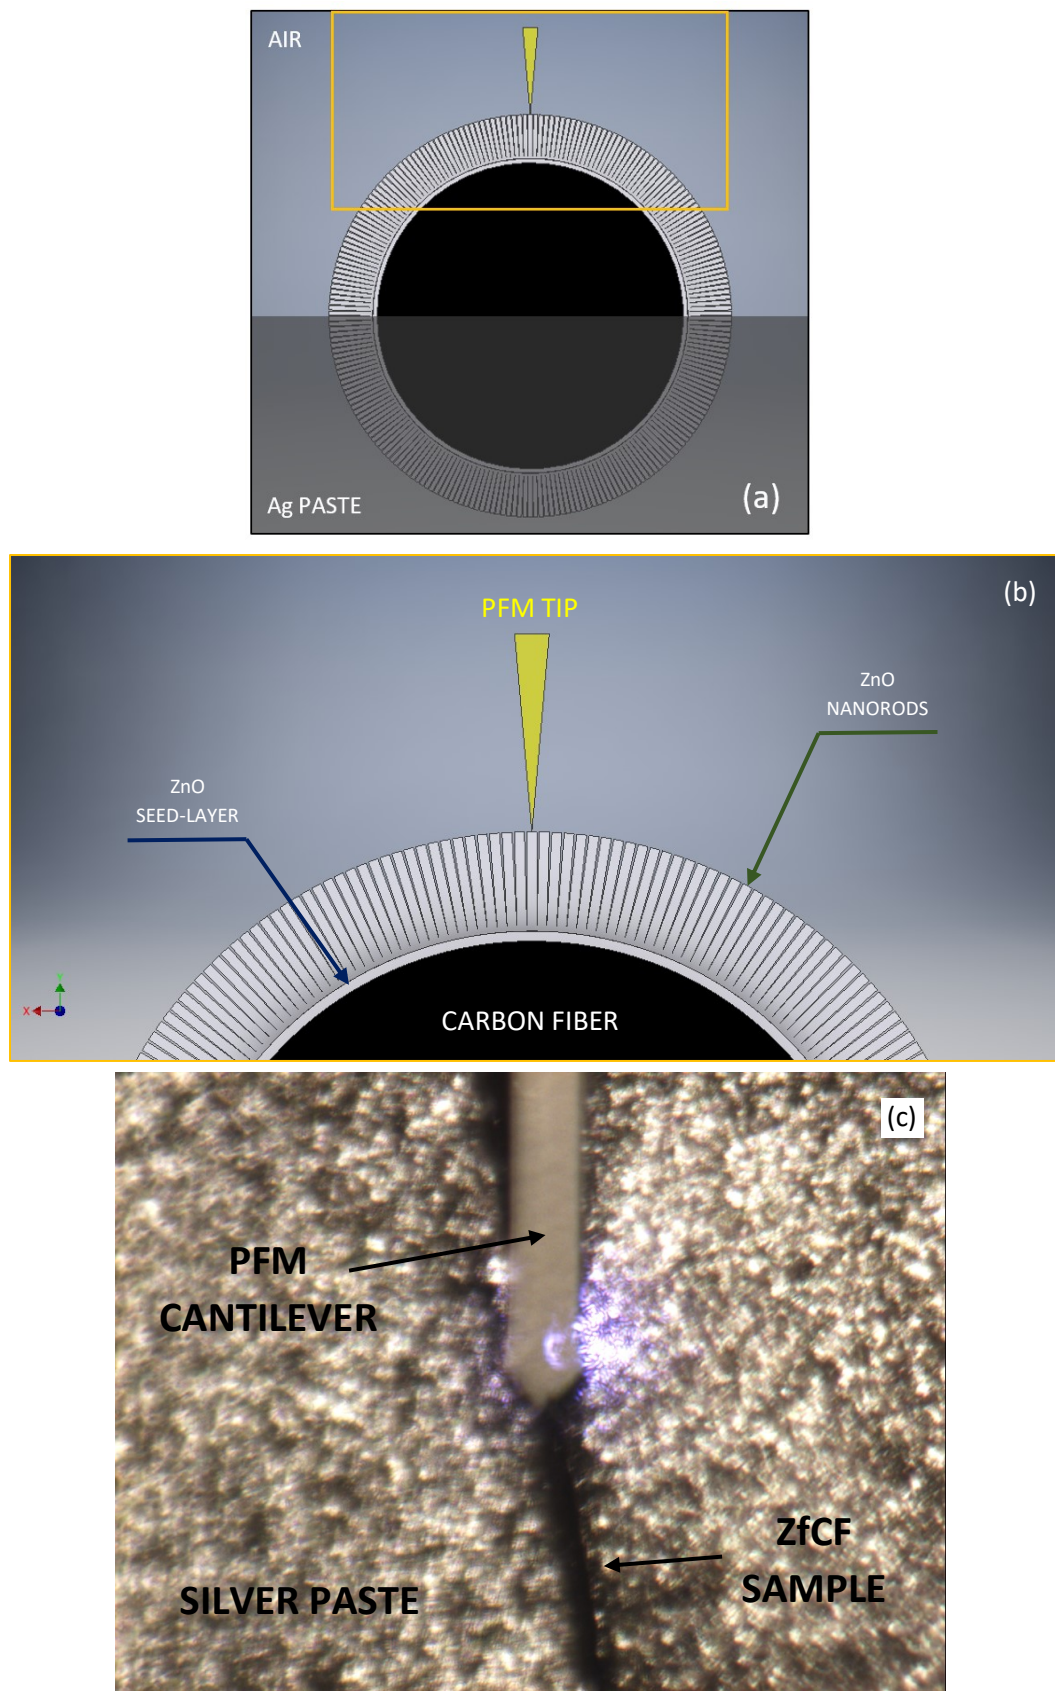 AIR
Ag PASTE
(a)
(b)
PFM TIP
ZnO
NANORODS
ZnO
SEED-LAYER
Y
X
CARBON FIBER
(c)
PFM
CANTILEVER
ZfCF
SAMPLE
SILVER PASTE